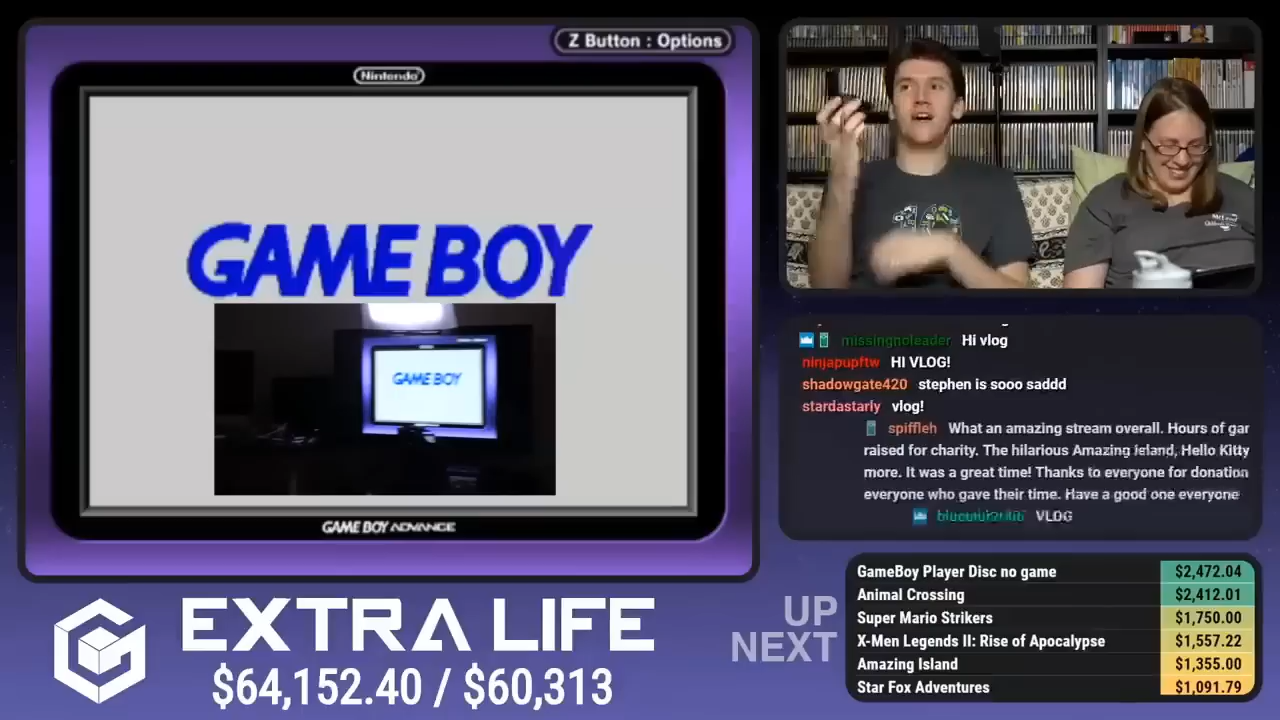 Z Button : Options
Nintendo
GAME BOY
GAME BOY
GAME BOY ADVANCE
missingnoleader Hi vlog
ninjapupftw HI VLOG!
shadowgate420 stephen is sooo saddd
stardastarly vlog!
spiffleh What an amazing stream overall. Hours of gar
raised for charity. The hilarious Amazing Island, Hello Kitty
more. It was a great time! Thanks to everyone for donation
everyone who gave their time. Have a good one everyone
VLOG
EXTRA LIFE
$64,152.40 / $60,313
UP
NEXT
GameBoy Player Disc no game $2,472.04
Animal Crossing $2,412.01
Super Mario Strikers $1,750.00
X-Men Legends II: Rise of Apocalypse $1,557.22
Amazing Island $1,355.00
Star Fox Adventures $1,091.79